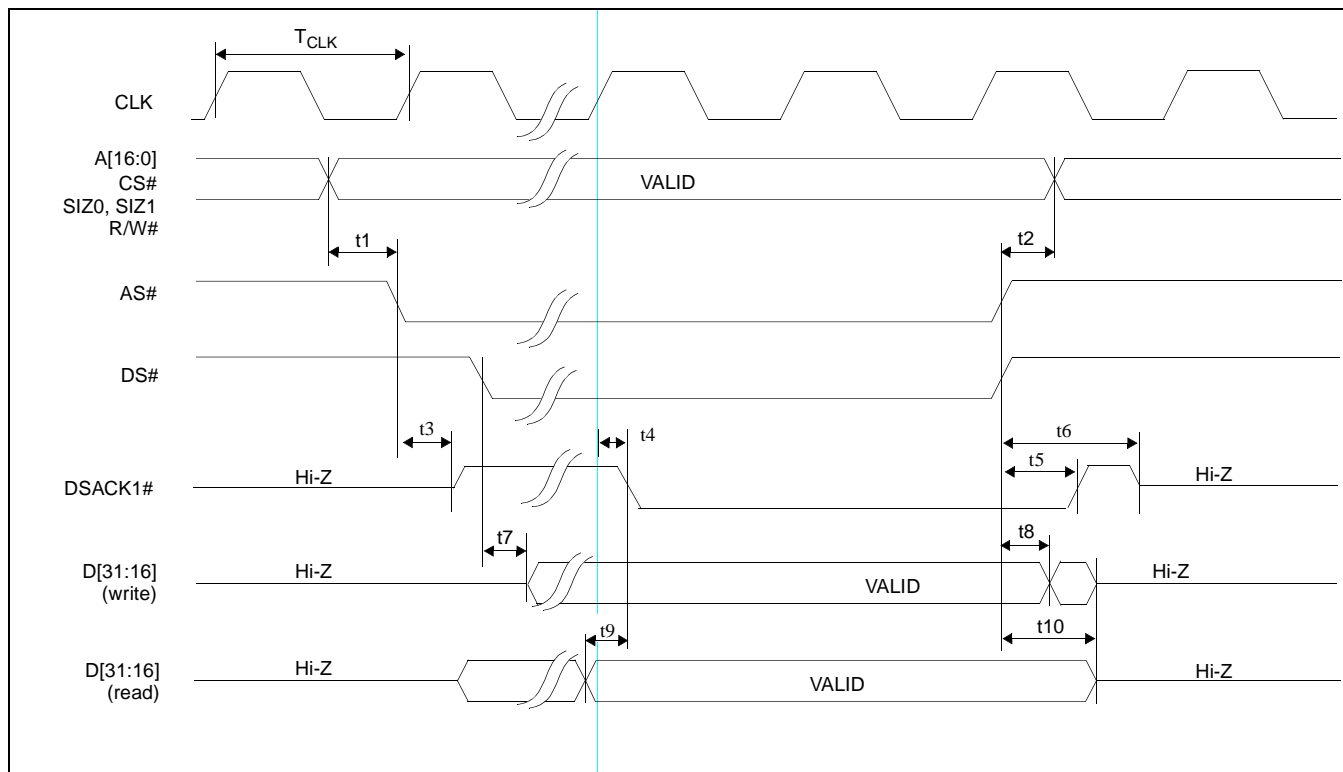 TCLK
CLK
A[16:0]
CS#
SIZ0, SIZ1
R/W#
VALID
t1
t2
AS#
DS#
t3
t4
t6
t5
DSACK1#
Hi-Z
Hi-Z
t7
t8
D[31:16]
(write)
Hi-Z
VALID
Hi-Z
t9
t10
D[31:16]
(read)
Hi-Z
VALID
Hi-Z